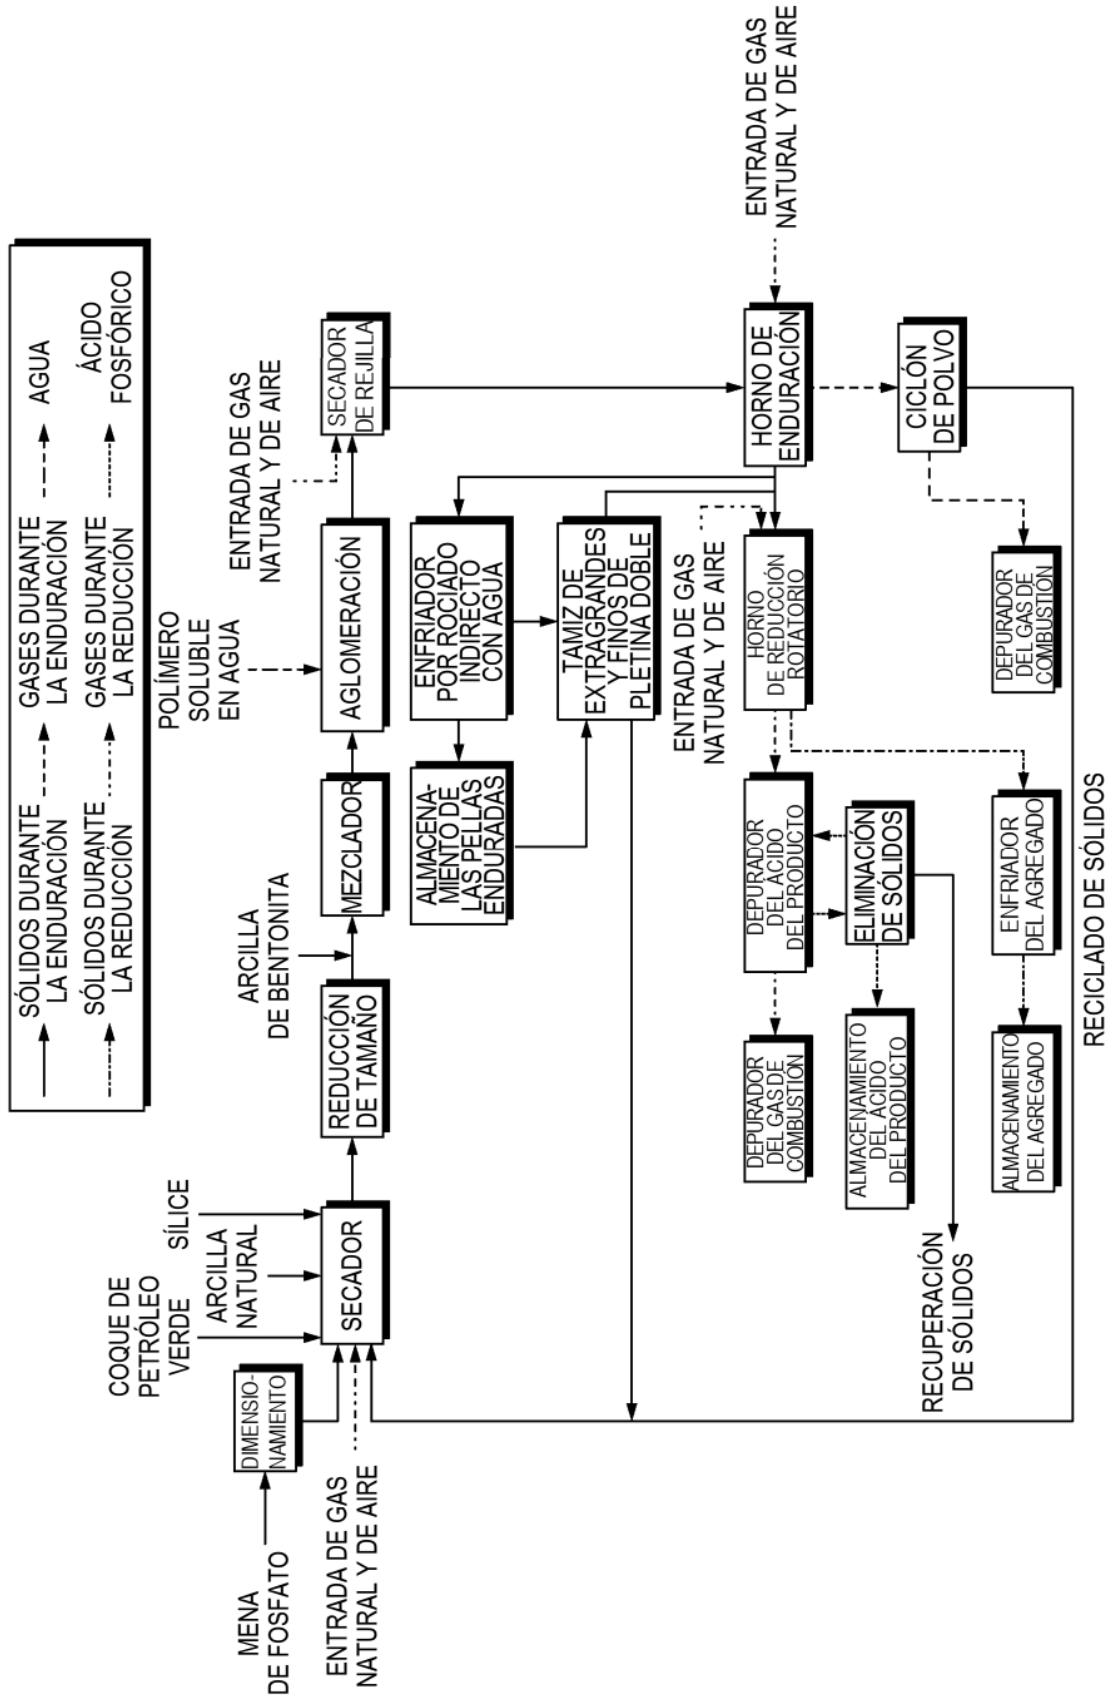 SÓLIDOS DURANTE
LA ENDURACIÓN
GASES DURANTE
LA ENDURACIÓN
AGUA
SÓLIDOS DURANTE
LA REDUCCIÓN
GASES DURANTE
LA REDUCCIÓN
ÁCIDO
FOSFÓRICO
MENA
DE FOSFATO
DIMENSIO-
NAMIENTO
COQUE DE
PETRÓLEO
VERDE
ARCILLA
NATURAL
SÍLICE
ENTRADA DE GAS
NATURAL Y DE AIRE
SECADOR
REDUCCIÓN
DE TAMAÑO
ARCILLA
DE BENTONITA
MEZCLADOR
POLÍMERO
SOLUBLE
EN AGUA
AGLOMERACIÓN
ENTRADA DE GAS
NATURAL Y DE AIRE
SECADOR
DE REJILLA
ALMACENA-
MIENTO DE
LAS PELLAS
ENDURADAS
ENFRIADOR
POR ROCIADO
INDIRECTO
CON AGUA
TAMIZ DE
EXTRAGRANDES
Y FINOS DE
PLETINA DOBLE
ENTRADA DE GAS
NATURAL Y DE AIRE
DEPURADOR
DEL GAS DE
COMBUSTIÓN
DEPURADOR
DEL ÁCIDO
DEL PRODUCTO
HORNO
DE REDUCCIÓN
ROTATORIO
HORNO DE
ENDURACIÓN
ENTRADA DE GAS
NATURAL Y DE AIRE
ALMACENAMIENTO
DEL ÁCIDO
DEL PRODUCTO
ELIMINACIÓN
DE SÓLIDOS
CICLÓN
DE POLVO
RECUPERACIÓN
DE SÓLIDOS
ALMACENAMIENTO
DEL AGREGADO
ENFRIADOR
DEL AGREGADO
DEPURADOR
DEL GAS DE
COMBUSTIÓN
RECICLADO DE SÓLIDOS